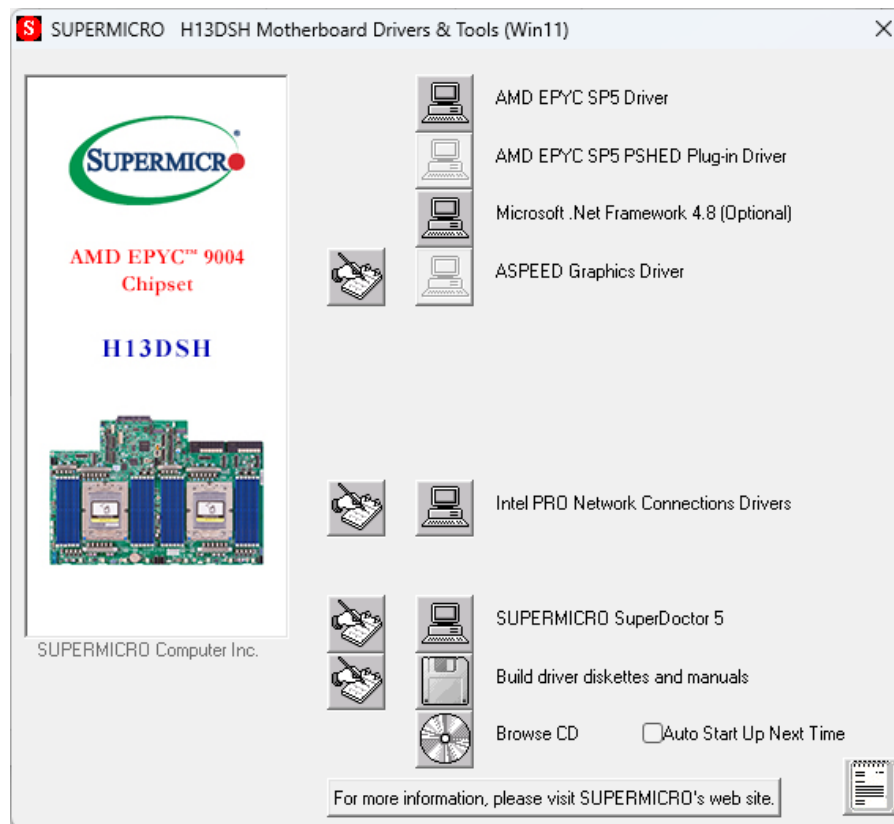 SUPERMICRO H13DSH Motherboard Drivers & Tools (Win11)
SUPERMICRO
AMD EPYC™ 9004
Chipset
H13DSH
SUPERMICRO Computer Inc.
AMD EPYC SP5 Driver
AMD EPYC SP5 PSHED Plug-in Driver
Microsoft .Net Framework 4.8 (Optional)
ASPEED Graphics Driver
Intel PRO Network Connections Drivers
SUPERMICRO SuperDoctor 5
Build driver diskettes and manuals
Browse CD
Auto Start Up Next Time
For more information, please visit SUPERMICRO's web site.